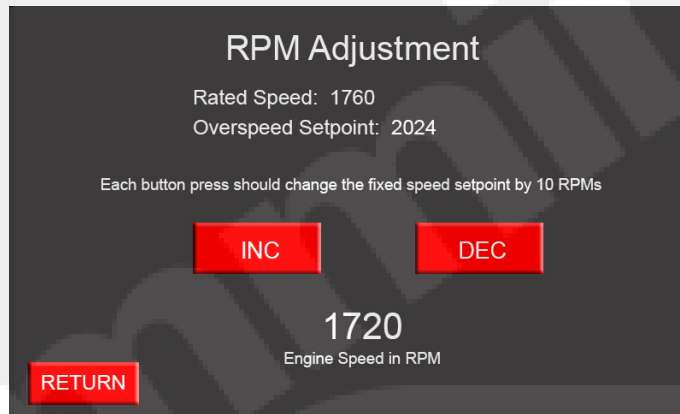 RPM Adjustment
Rated Speed: 1760
Overspeed Setpoint: 2024
Each button press should change the fixed speed setpoint by 10 RPMs
INC DEC
1720
Engine Speed in RPM
RETURN